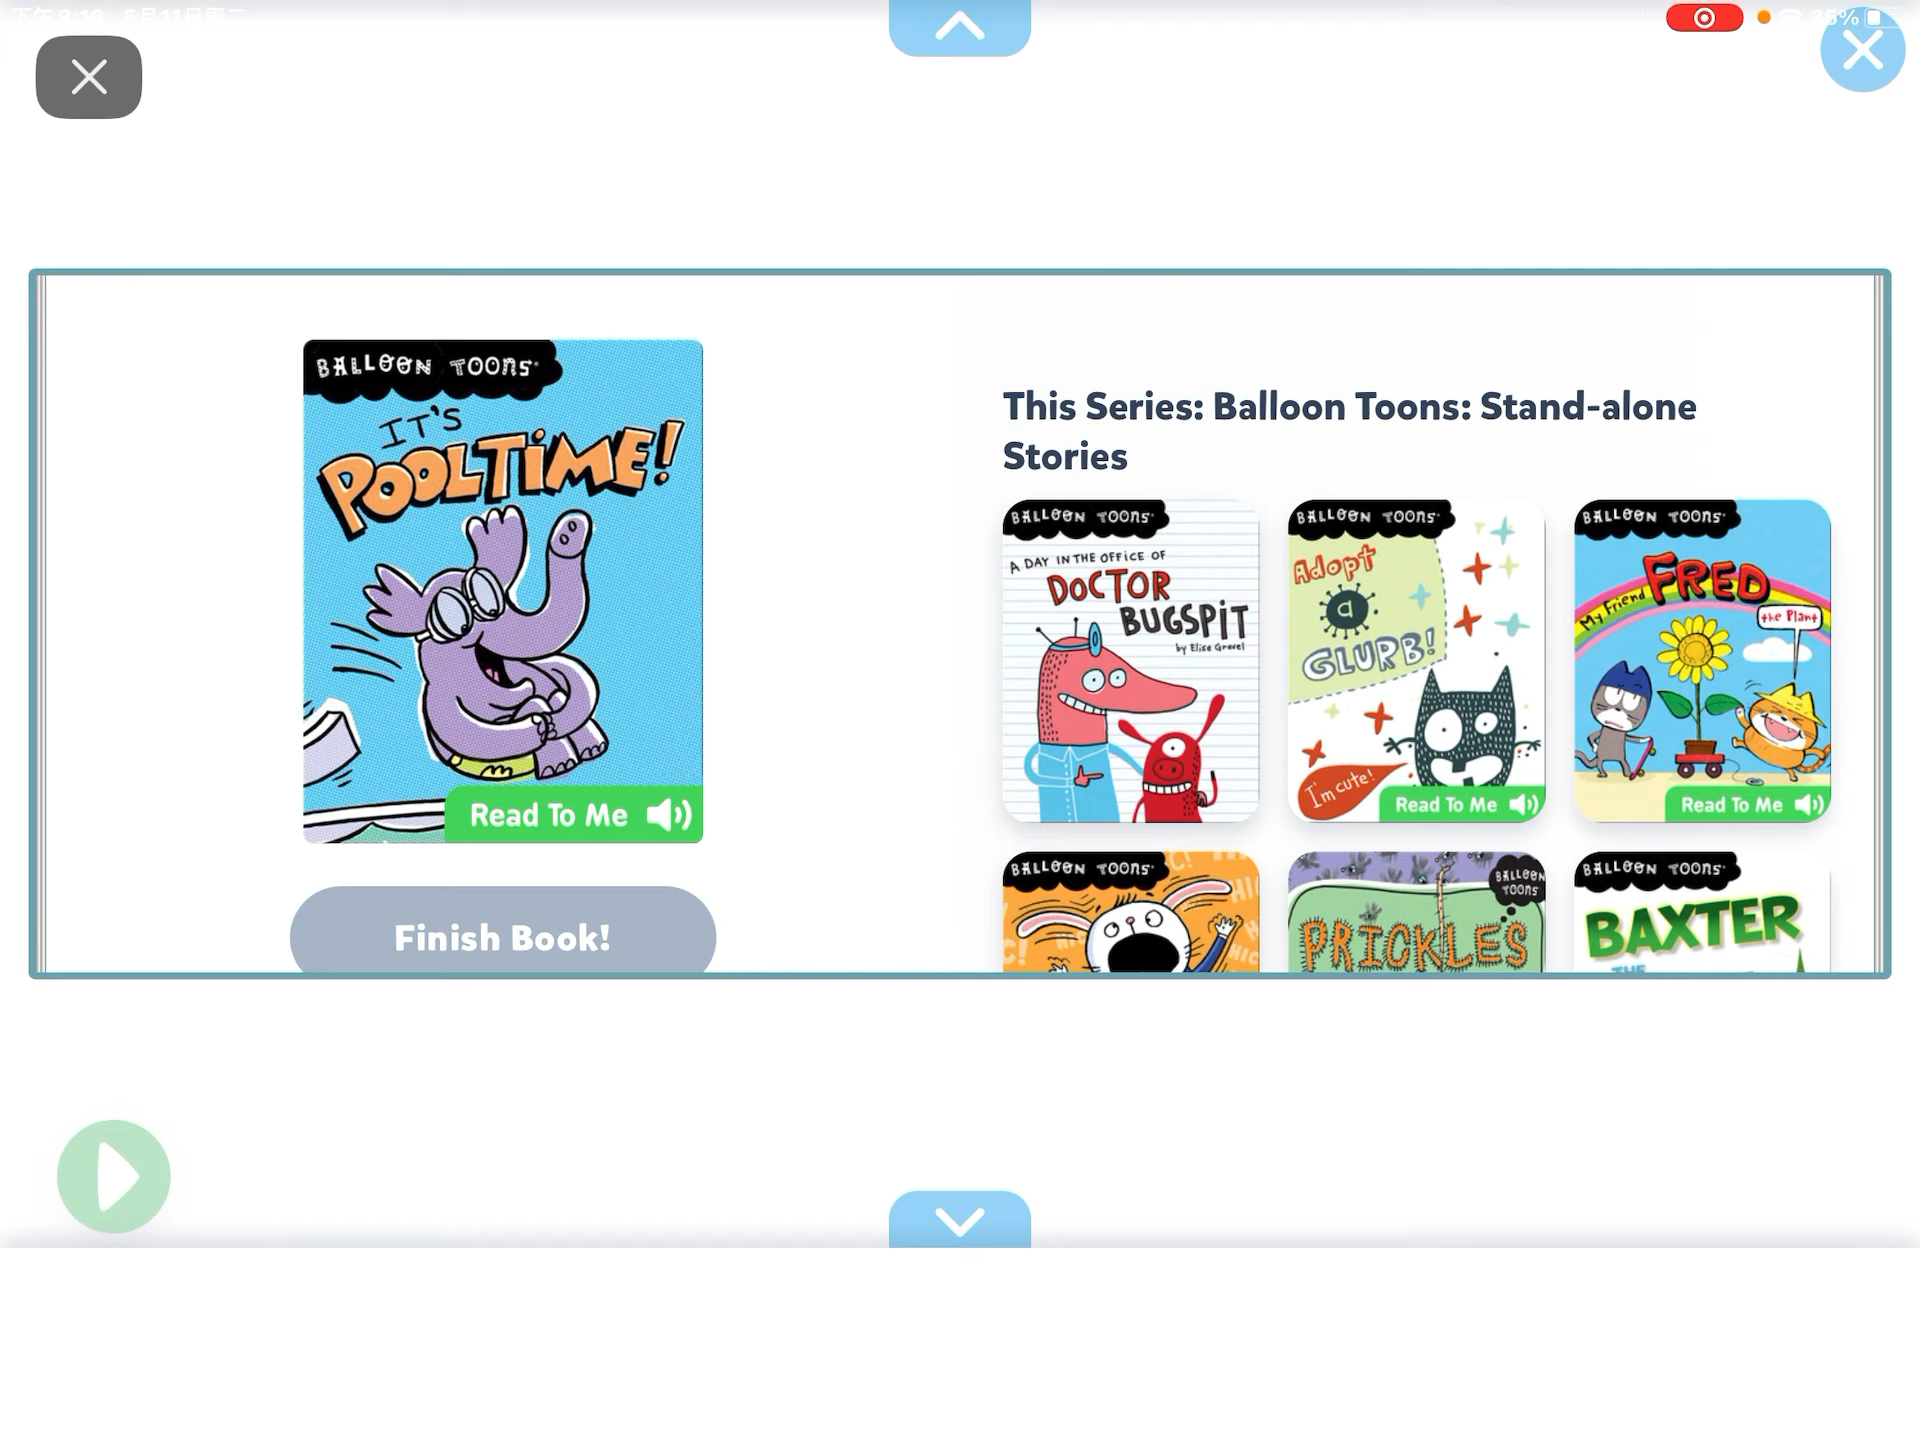 BALLOON TOONS
IT'S
POOLTIME!
Read To Me
Finish Book!
This Series: Balloon Toons: Stand-alone
Stories
BALLOON TOONS
A DAY IN THE OFFICE OF
DOCTOR
BUGSPIT
by Elise Gravel
BALLOON TOONS
Adopt
a
GLURB!
I'm cute!
Read To Me
BALLOON TOONS
My Friend FRED
the Plant
Read To Me
BALLOON TOONS
BALLOON
TOONS
PRICKLES
BALLOON TOONS
BAXTER